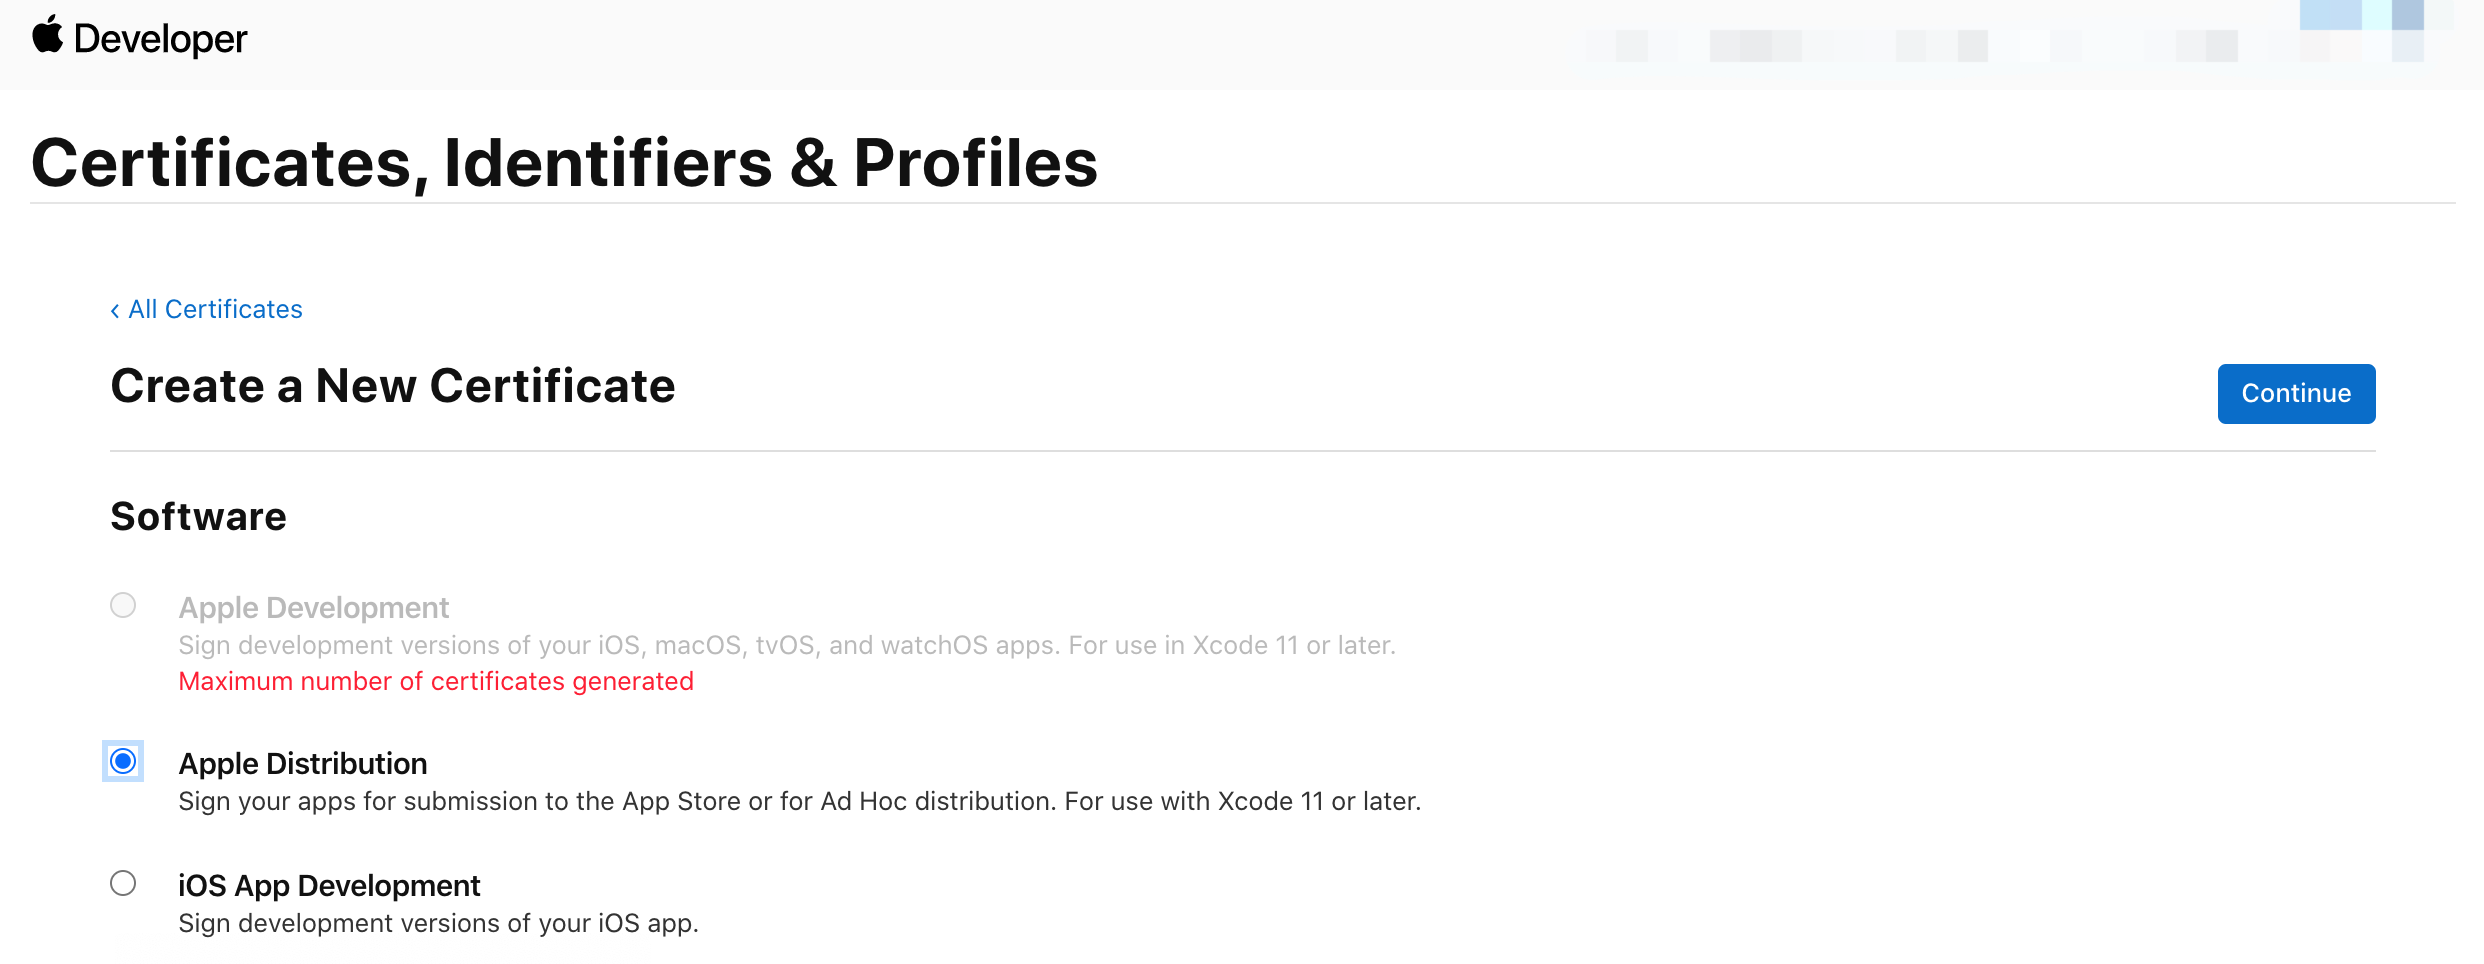 Developer
Certificates, Identifiers & Profiles
‹ All Certificates
Create a New Certificate
Continue
Software
Apple Development
Sign development versions of your iOS, macOS, tvOS, and watchOS apps. For use in Xcode 11 or later.
Maximum number of certificates generated
Apple Distribution
Sign your apps for submission to the App Store or for Ad Hoc distribution. For use with Xcode 11 or later.
iOS App Development
Sign development versions of your iOS app.